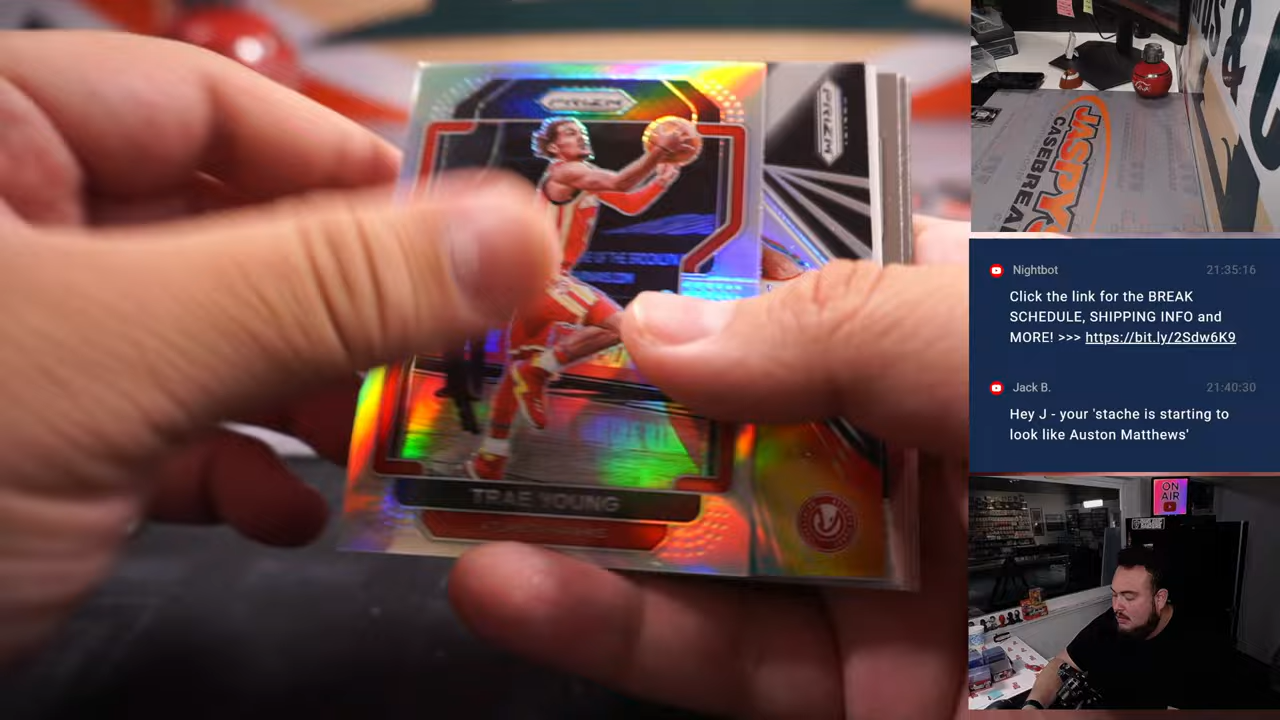 PRIZM
PRIZM
TRAE YOUNG
JASPY'S
CASEBREA
& 
Nightbot
21:35:16
Click the link for the BREAK
SCHEDULE, SHIPPING INFO and
MORE! >>> https://bit.ly/2Sdw6K9
Jack B.
21:40:30
Hey J - your 'stache is starting to
look like Auston Matthews'
ON
AIR